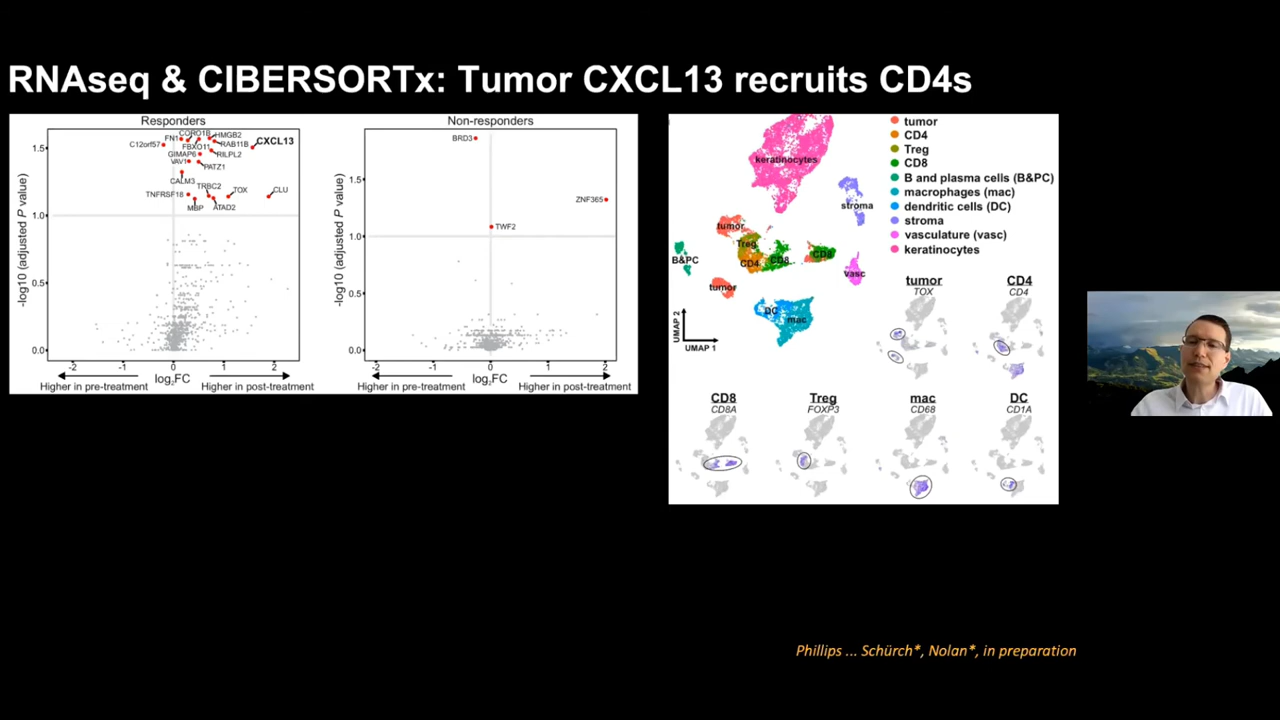 RNAseq & CIBERSORTx: Tumor CXCL13 recruits CD4s
Responders
-log10 (adjusted P value)
1.5
1.0
0.5
0.0
C12orf57
FN1
CORO1B
HMGB2
FBXO11
RAB11B
CXCL13
GIMAP6
RILPL2
VAV1
PATZ1
CALM3
TNFRSF18
TRBC2
TOX
CLU
MBP
ATAD2
-2 -1 0 1 2
log2FC
Higher in pre-treatment
Higher in post-treatment
Non-responders
-log10 (adjusted P value)
1.5
1.0
0.5
0.0
BRD3
ZNF365
TWF2
-2 -1 0 1 2
log2FC
Higher in pre-treatment
Higher in post-treatment
keratinocytes
stroma
tumor
Treg
CD4
CD8
CD8
B&PC
vasc
tumor
DC
mac
UMAP 2
UMAP 1
tumor
CD4
Treg
CD8
B and plasma cells (B&PC)
macrophages (mac)
dendritic cells (DC)
stroma
vasculature (vasc)
keratinocytes
tumor
TOX
CD4
CD4
CD8
CD8A
Treg
FOXP3
mac
CD68
DC
CD1A
Phillips ... Schürch*, Nolan*, in preparation